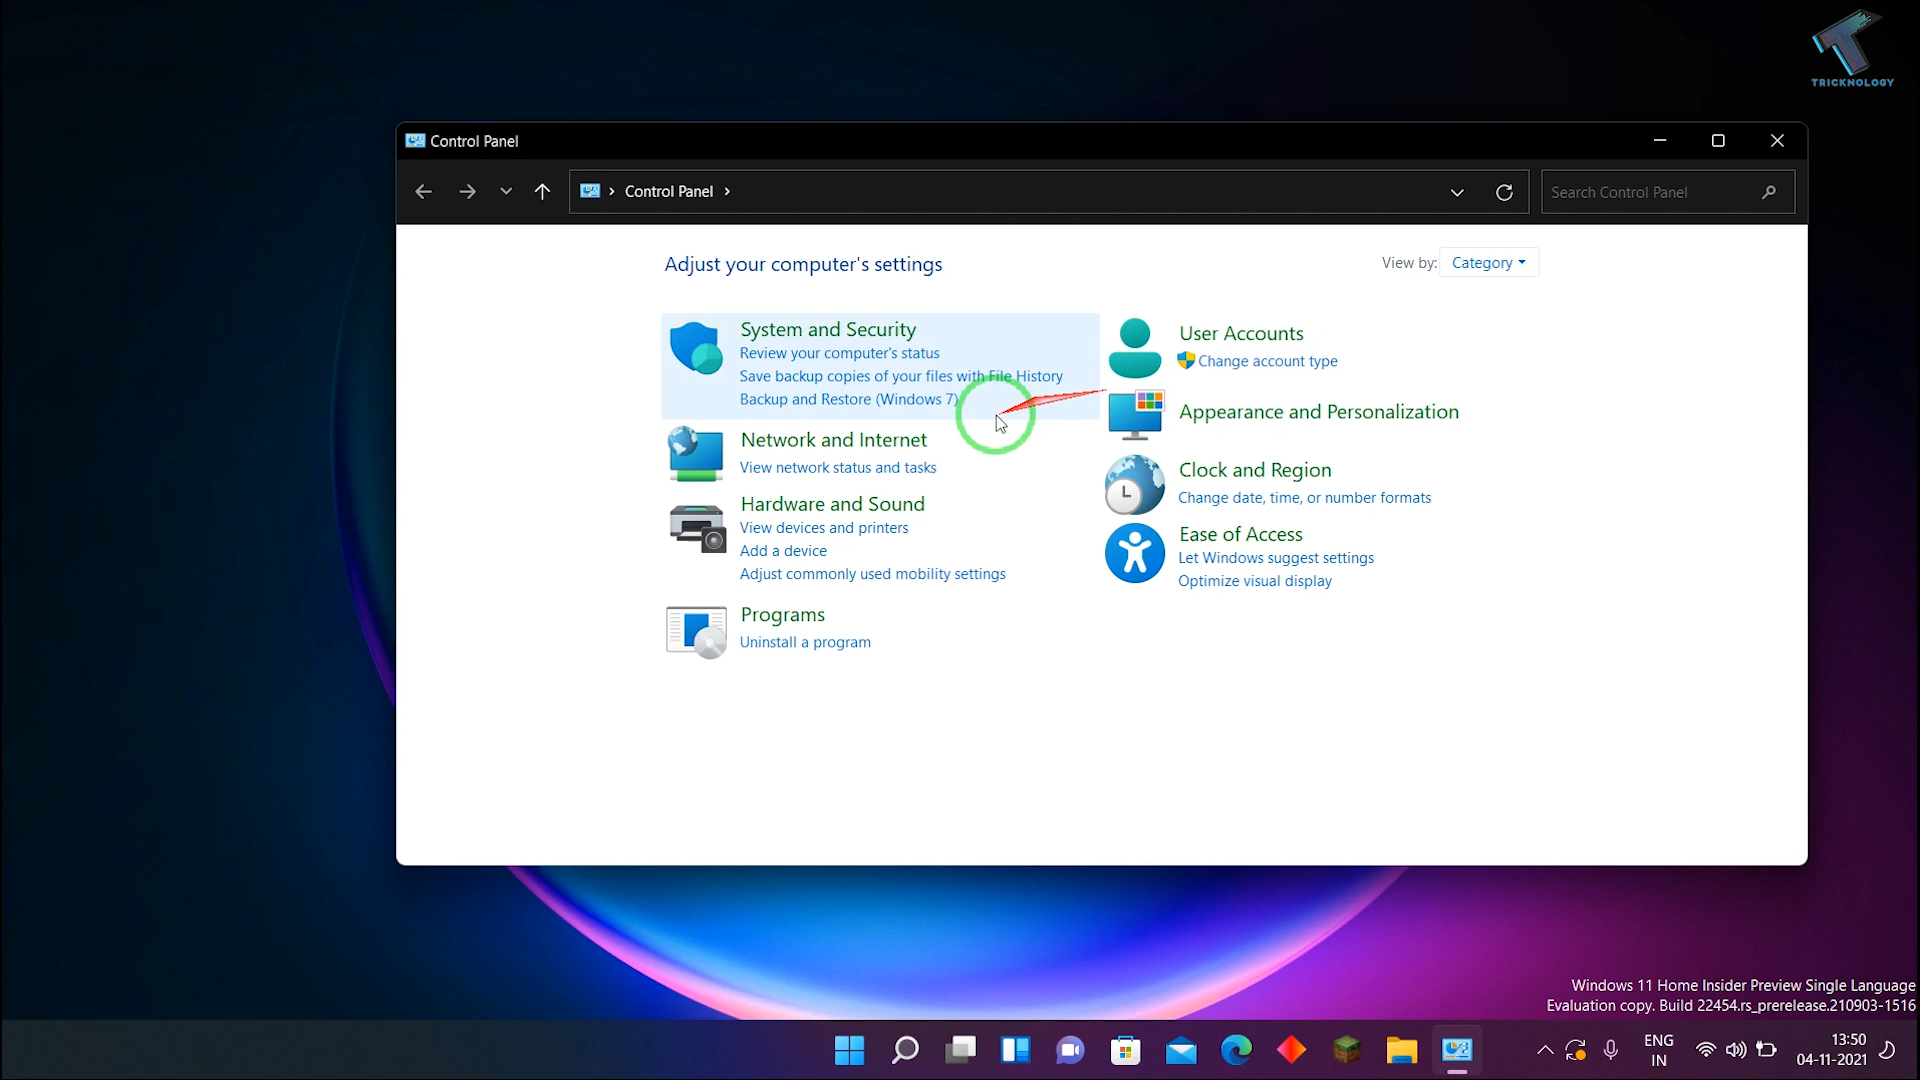 TRICKNOLOGY
Control Panel
Control Panel
Search Control Panel
Adjust your computer's settings
View by: Category
System and Security
Review your computer's status
Save backup copies of your files with File History
Backup and Restore (Windows 7)
Network and Internet
View network status and tasks
Hardware and Sound
View devices and printers
Add a device
Adjust commonly used mobility settings
Programs
Uninstall a program
User Accounts
Change account type
Appearance and Personalization
Clock and Region
Change date, time, or number formats
Ease of Access
Let Windows suggest settings
Optimize visual display
Windows 11 Home Insider Preview Single Language
Evaluation copy. Build 22454.rs_prerelease.210903-1516
ENG
IN
13:50
04-11-2021